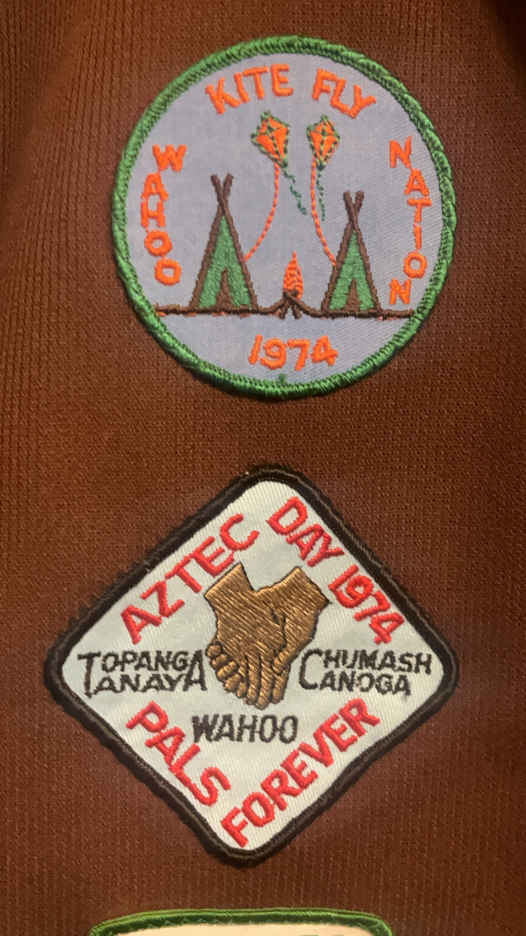 KITE FLY
WAHOO
NATION
1974
AZTEC DAY 1974
TOPANGA
TANAYA
CHUMASH
CANOGA
WAHOO
PALS FOREVER